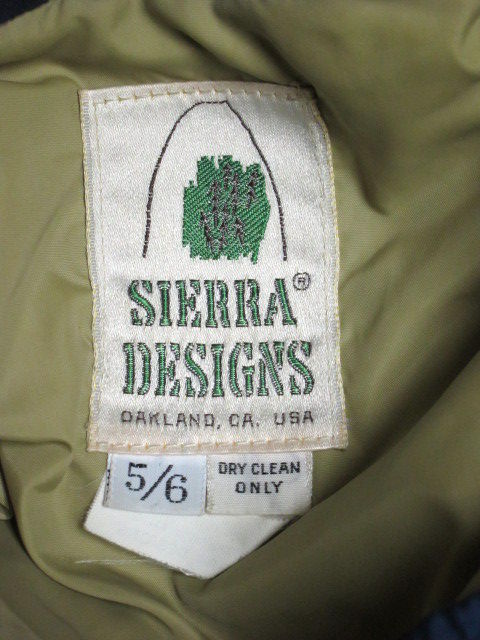 SIERRA®
DESIGNS
OAKLAND, CA. USA
5/6
DRY CLEAN
ONLY